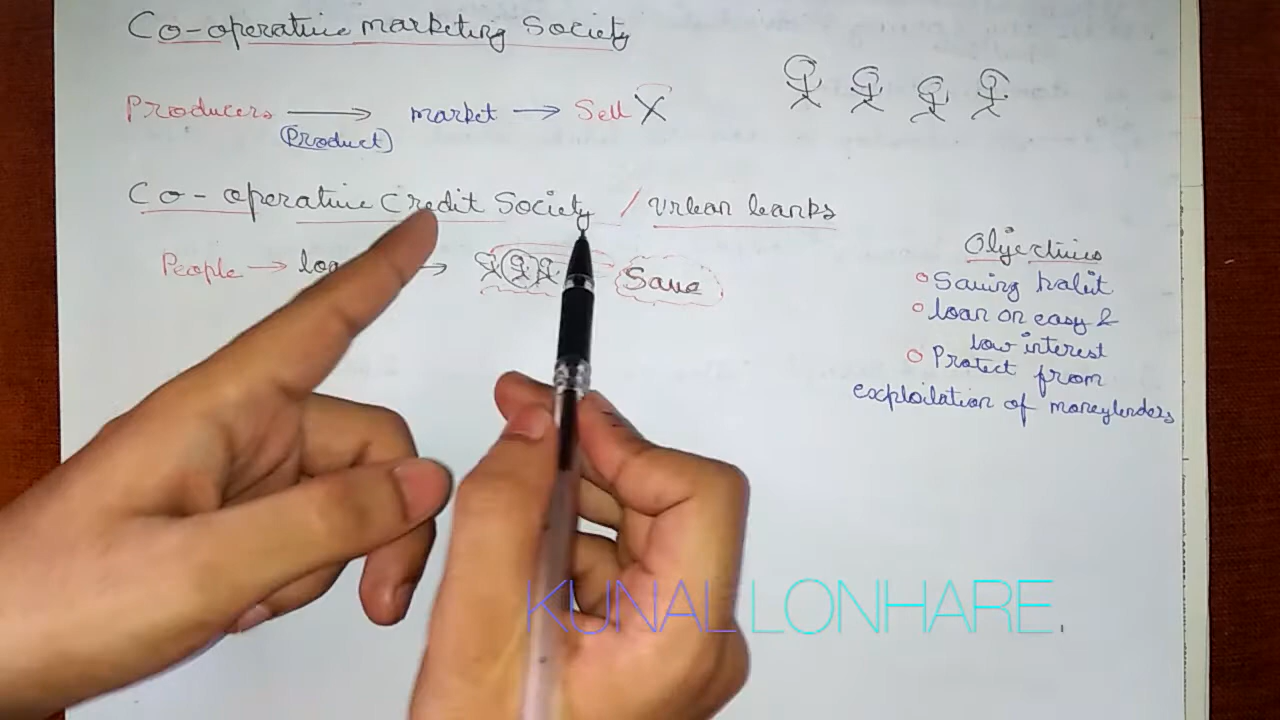 Co-operative marketing Society
Producers → market → Sell X
(Product)
Co-operative Credit Society / Urban banks
People → loa → Save
Objectives
○ Saving habit
○ loan on easy &
low interest
○ Protect from
exploitation of moneylenders
KUNAL LONHARE